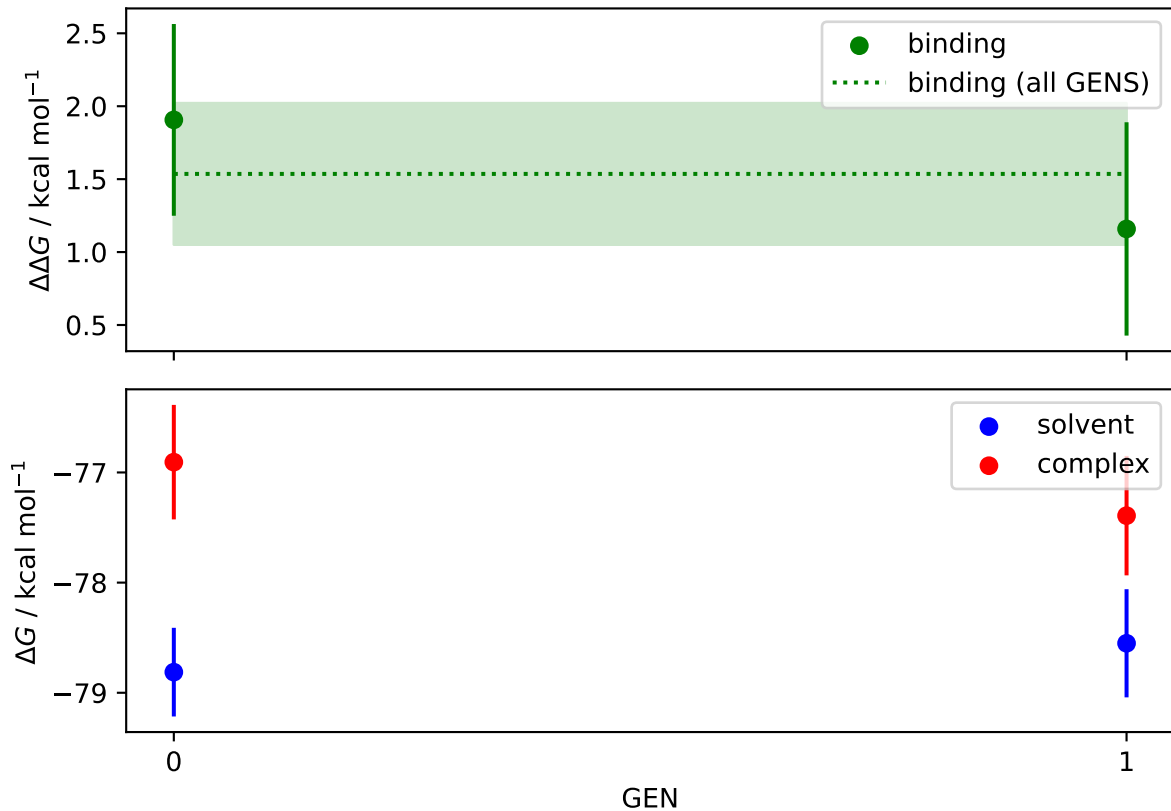 ΔΔG / kcal mol⁻¹
2.5
2.0
1.5
1.0
0.5
binding
binding (all GENS)
ΔG / kcal mol⁻¹
−77
−78
−79
solvent
complex
0
1
GEN